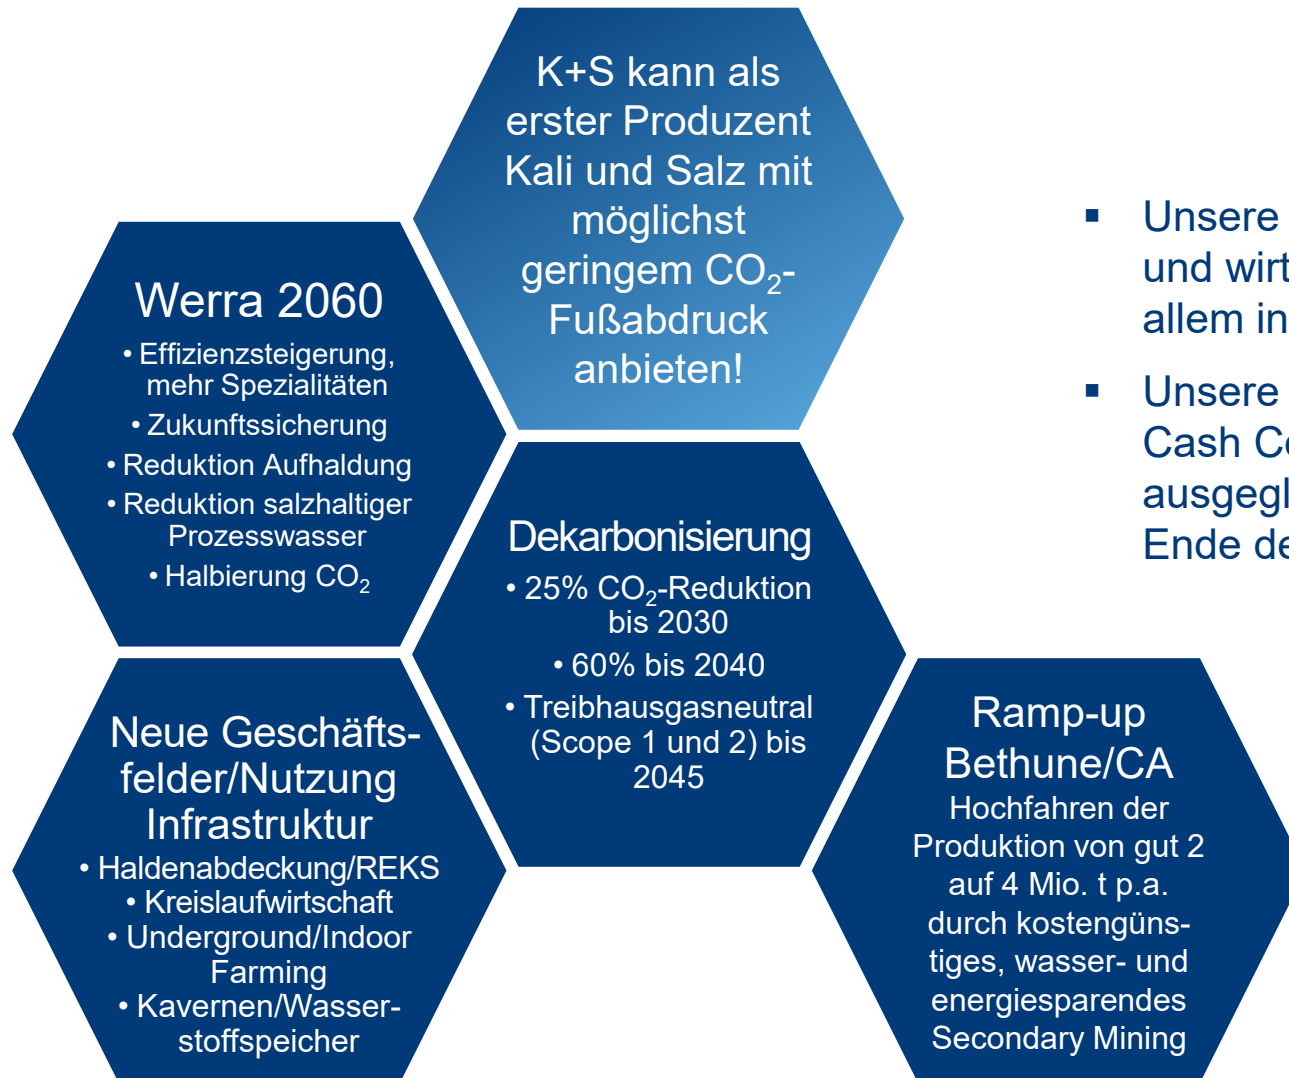 K+S kann als
erster Produzent
Kali und Salz mit
möglichst
geringem CO₂-
Fußabdruck
anbieten!
Werra 2060
• Effizienzsteigerung,
mehr Spezialitäten
• Zukunftssicherung
• Reduktion Aufhaldung
• Reduktion salzhaltiger
Prozesswasser
• Halbierung CO₂
Dekarbonisierung
• 25% CO₂-Reduktion
bis 2030
• 60% bis 2040
• Treibhausgasneutral
(Scope 1 und 2) bis
2045
Neue Geschäfts-
felder/Nutzung
Infrastruktur
• Haldenabdeckung/REKS
• Kreislaufwirtschaft
• Underground/Indoor
Farming
• Kavernen/Wasser-
stoffspeicher
Ramp-up
Bethune/CA
Hochfahren der
Produktion von gut 2
auf 4 Mio. t p.a.
durch kostengüns-
tiges, wasser- und
energiesparendes
Secondary Mining
▪ Unsere
und
allem in
▪ Unsere
Cash
Ende